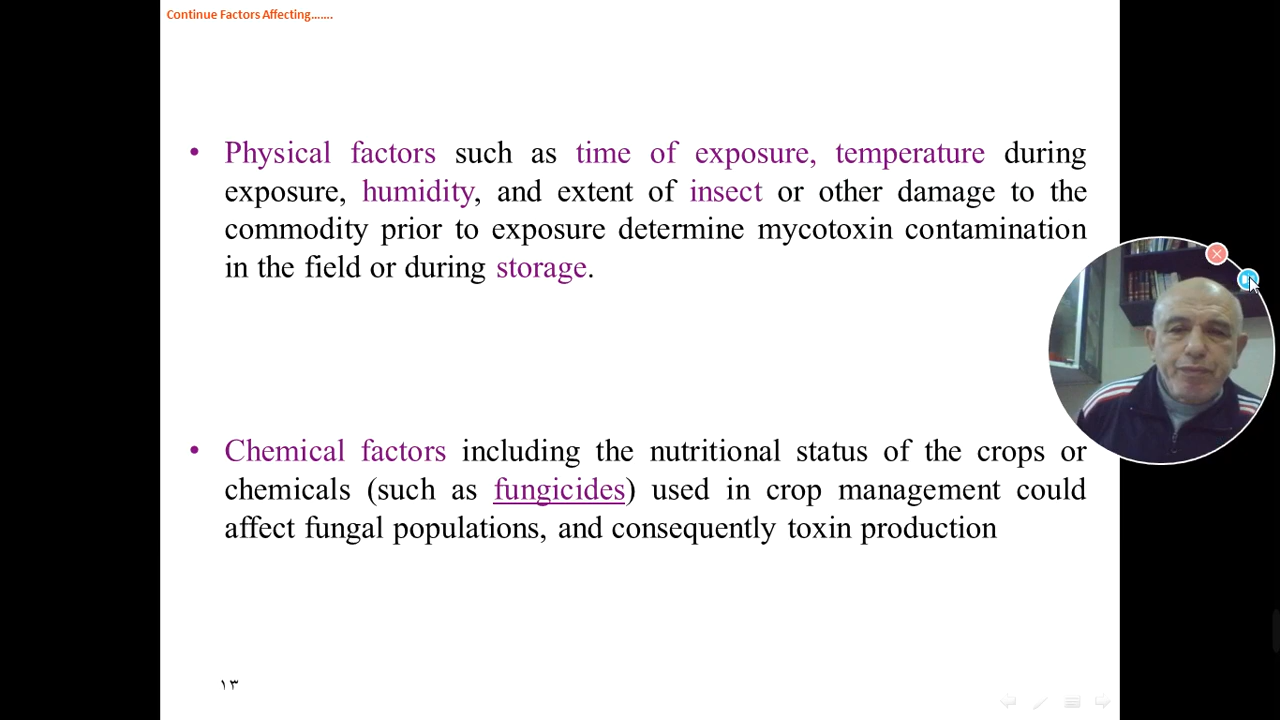 Continue Factors Affecting.......
• Physical factors such as time of exposure, temperature during
exposure, humidity, and extent of insect or other damage to the
commodity prior to exposure determine mycotoxin contamination
in the field or during storage.
• Chemical factors including the nutritional status of the crops or
chemicals (such as fungicides) used in crop management could
affect fungal populations, and consequently toxin production
١٣